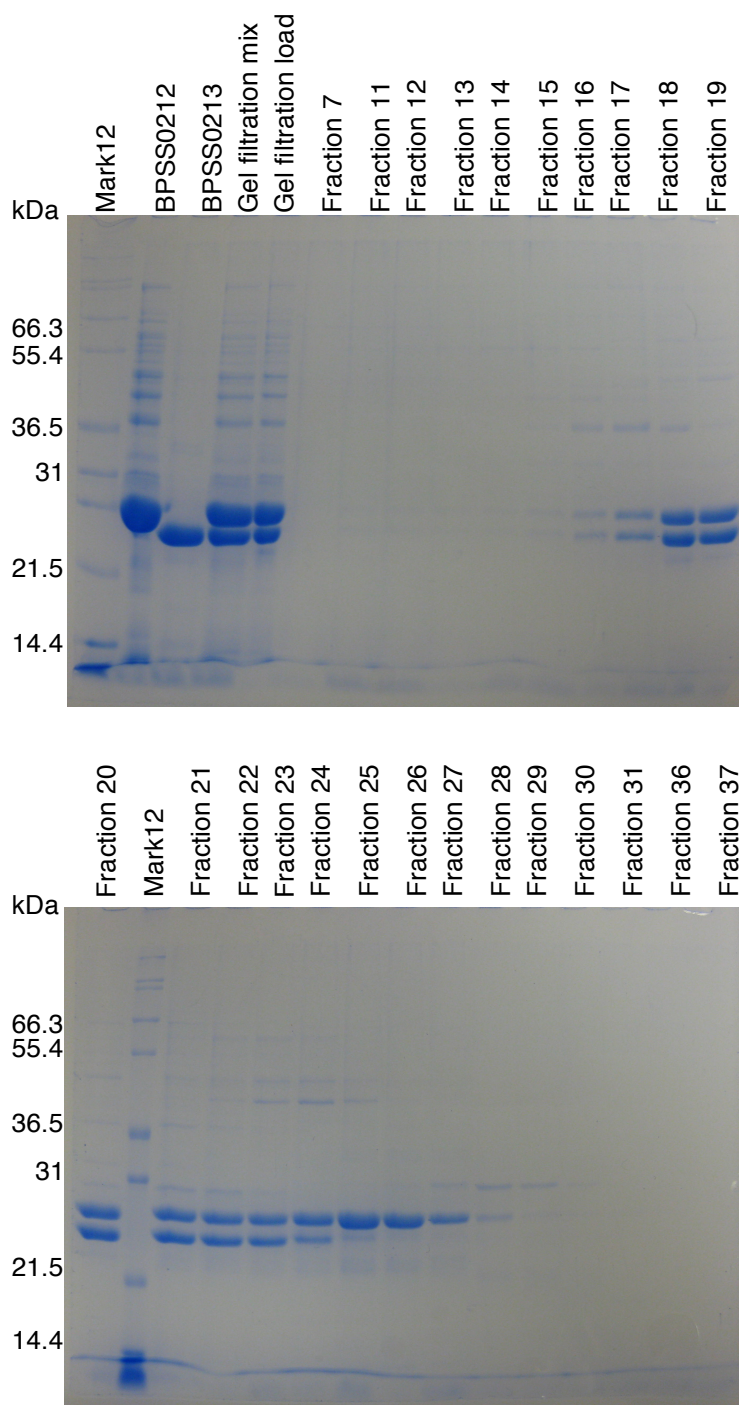 Mark12
BPSS0212
BPSS0213
Gel filtration mix
Gel filtration load
Fraction 7
Fraction 11
Fraction 12
Fraction 13
Fraction 14
Fraction 15
Fraction 16
Fraction 17
Fraction 18
Fraction 19
kDa
66.3
55.4
36.5
31
21.5
14.4
Fraction 20
Mark12
Fraction 21
Fraction 22
Fraction 23
Fraction 24
Fraction 25
Fraction 26
Fraction 27
Fraction 28
Fraction 29
Fraction 30
Fraction 31
Fraction 36
Fraction 37
kDa
66.3
55.4
36.5
31
21.5
14.4